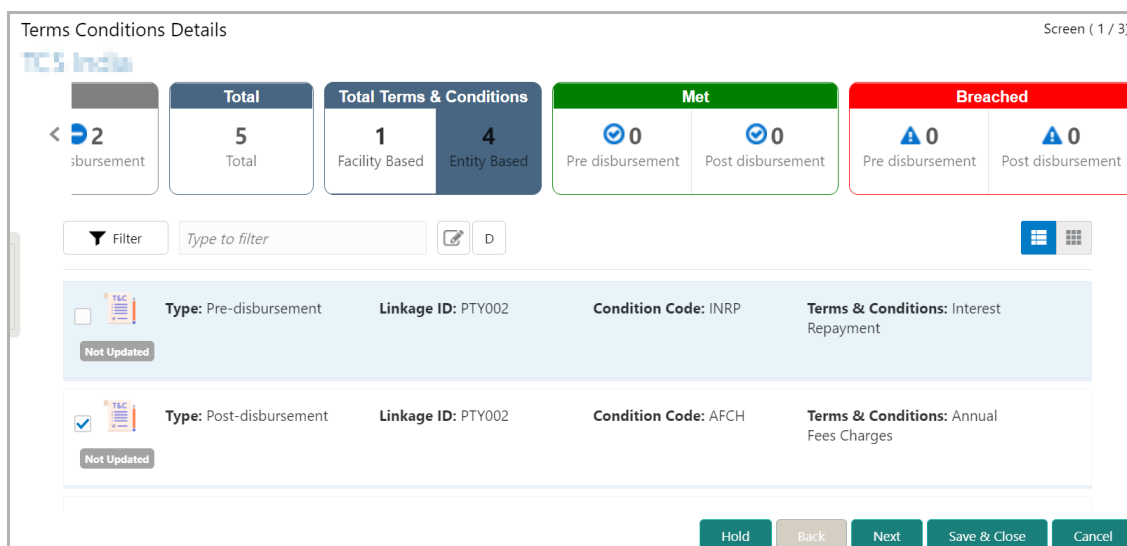 Terms Conditions Details
Screen ( 1 / 3)
TCS India
Total
Total Terms & Conditions
Met
Breached
2
5
1
4
0
0
0
0
sbursement
Total
Facility Based
Entity Based
Pre disbursement
Post disbursement
Pre disbursement
Post disbursement
Filter
Type to filter
D
T&C
Type: Pre-disbursement
Linkage ID: PTY002
Condition Code: INRP
Terms & Conditions: Interest
Repayment
Not Updated
T&C
Type: Post-disbursement
Linkage ID: PTY002
Condition Code: AFCH
Terms & Conditions: Annual
Fees Charges
Not Updated
Hold
Back
Next
Save & Close
Cancel